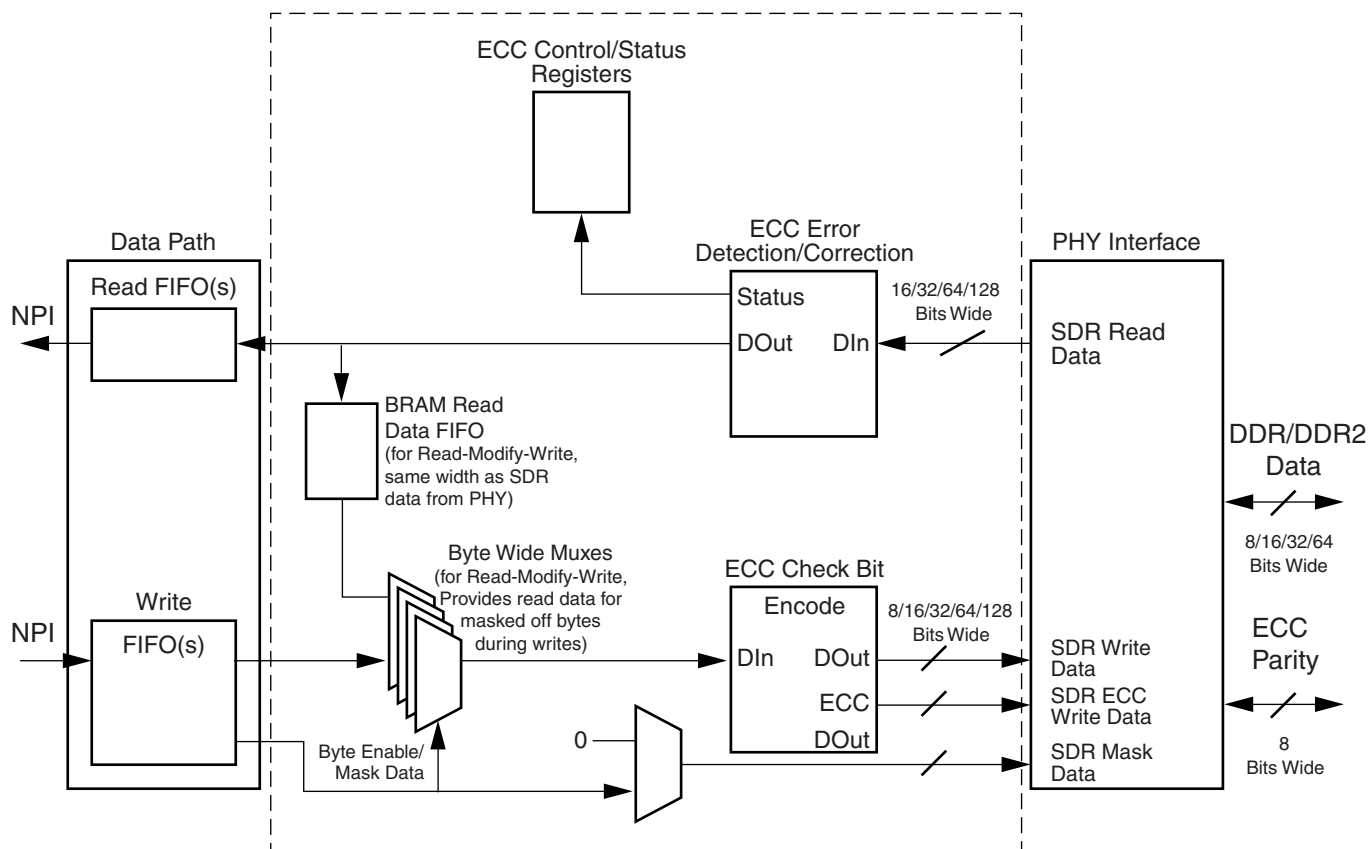 ECC Control/Status
Registers
Data Path
Read FIFO(s)
NPI
ECC Error
Detection/Correction
Status
DOut
DIn
16/32/64/128
Bits Wide
PHY Interface
SDR Read
Data
BRAM Read
Data FIFO
(for Read-Modify-Write,
same width as SDR
data from PHY)
DDR/DDR2
Data
8/16/32/64
Bits Wide
Byte Wide Muxes
(for Read-Modify-Write,
Provides read data for
masked off bytes
during writes)
Write
FIFO(s)
NPI
ECC Check Bit
Encode
DIn
DOut
ECC
DOut
8/16/32/64/128
Bits Wide
SDR Write
Data
SDR ECC
Write Data
SDR Mask
Data
ECC
Parity
8
Bits Wide
0
Byte Enable/
Mask Data